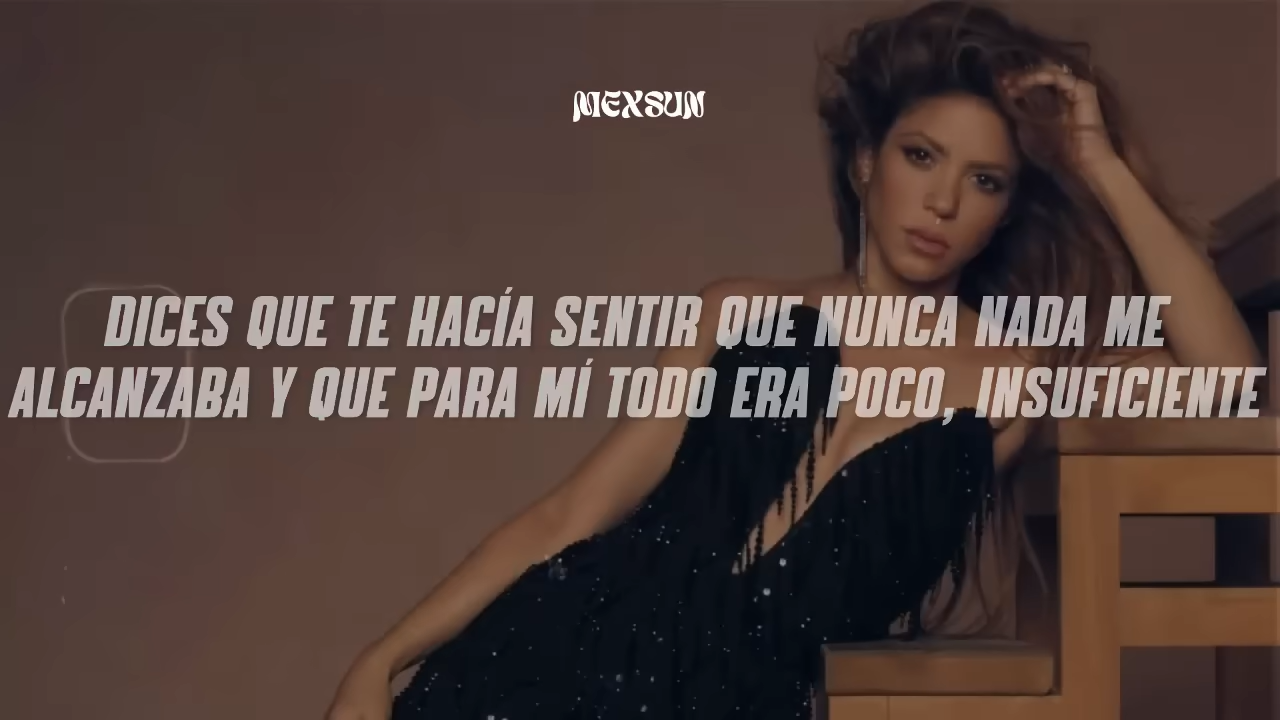 MEXSUN
DICES QUE TE HACÍA SENTIR QUE NUNCA NADA ME
ALCANZABA Y QUE PARA MÍ TODO ERA POCO, INSUFICIENTE